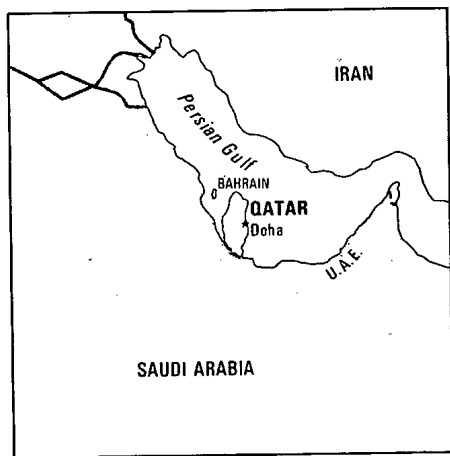 IRAN
Persian Gulf
BAHRAIN
QATAR
Doha
U.A.E.
SAUDI ARABIA